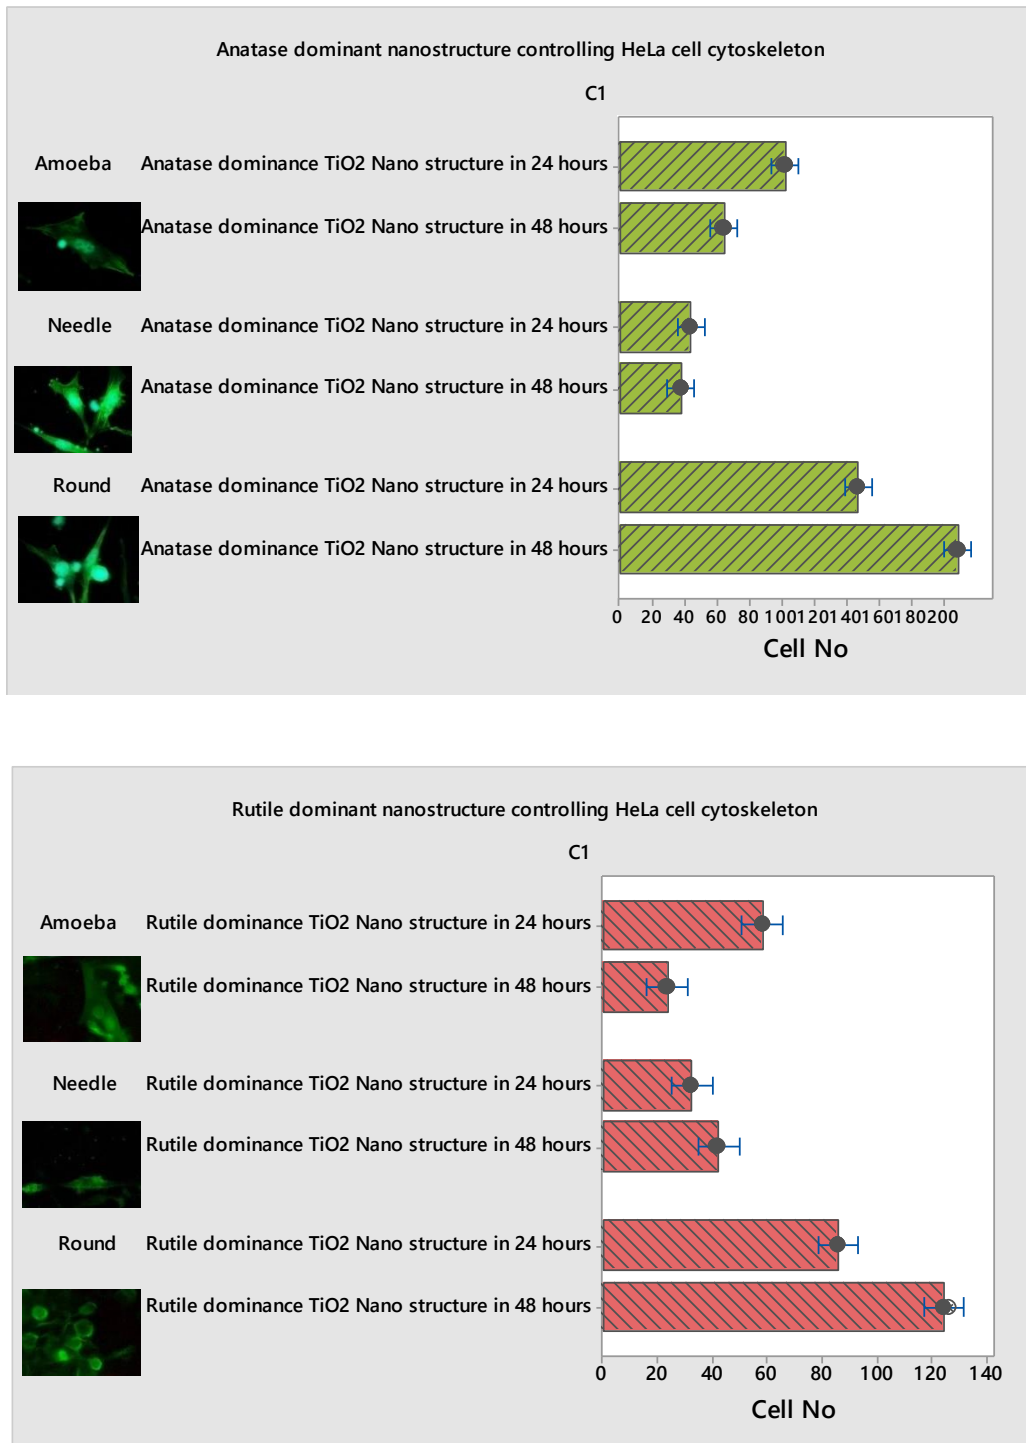 Anatase dominant nanostructure controlling HeLa cell cytoskeleton
C1
Amoeba Anatase dominance TiO2 Nano structure in 24 hours
Anatase dominance TiO2 Nano structure in 48 hours
Needle Anatase dominance TiO2 Nano structure in 24 hours
Anatase dominance TiO2 Nano structure in 48 hours
Round Anatase dominance TiO2 Nano structure in 24 hours
Anatase dominance TiO2 Nano structure in 48 hours
0 20 40 60 80 100 120 140 160 180 200
Cell No
Rutile dominant nanostructure controlling HeLa cell cytoskeleton
C1
Amoeba Rutile dominance TiO2 Nano structure in 24 hours
Rutile dominance TiO2 Nano structure in 48 hours
Needle Rutile dominance TiO2 Nano structure in 24 hours
Rutile dominance TiO2 Nano structure in 48 hours
Round Rutile dominance TiO2 Nano structure in 24 hours
Rutile dominance TiO2 Nano structure in 48 hours
0 20 40 60 80 100 120 140
Cell No